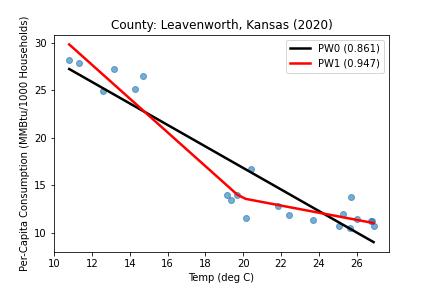 County: Leavenworth, Kansas (2020)
Per-Capita Consumption (MMBtu/1000 Households)
30
25
20
15
10
PW0 (0.861)
PW1 (0.947)
10 12 14 16 18 20 22 24 26
Temp (deg C)